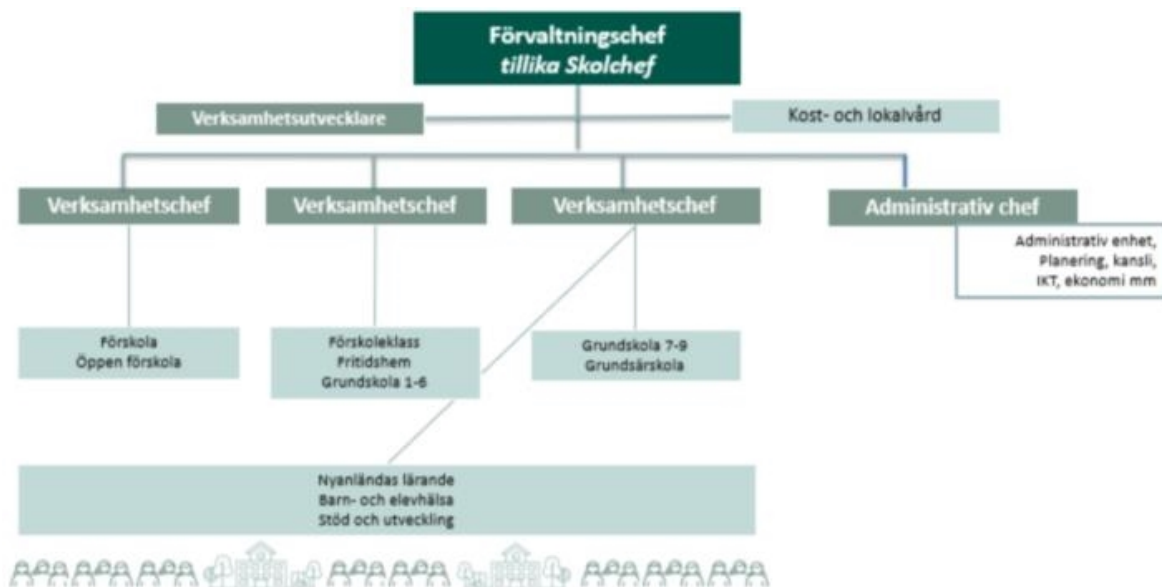 Förvaltningschef
tillika Skolchef
Verksamhetsutvecklare
Kost- och lokalvård
Verksamhetschef
Verksamhetschef
Verksamhetschef
Administrativ chef
Administrativ enhet,
Planering, kansli,
IKT, ekonomi mm
Förskola
Öppen förskola
Förskoleklass
Fritidshem
Grundskola 1-6
Grundskola 7-9
Grundsärskola
Nyanländas lärande
Barn- och elevhälsa
Stöd och utveckling